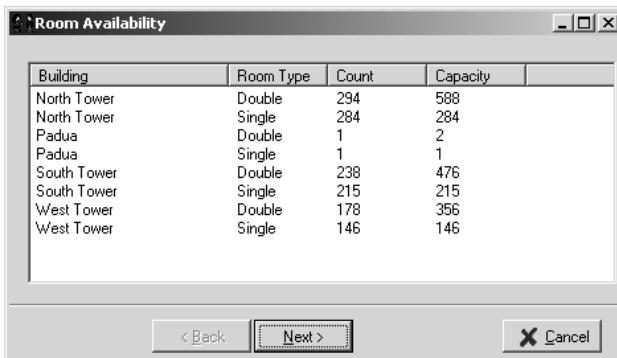 Room Availability
Building Room Type Count Capacity
North Tower Double 294 588
North Tower Single 284 284
Padua Double 1 2
Padua Single 1 1
South Tower Double 238 476
South Tower Single 215 215
West Tower Double 178 356
West Tower Single 146 146
< Back Next > Cancel